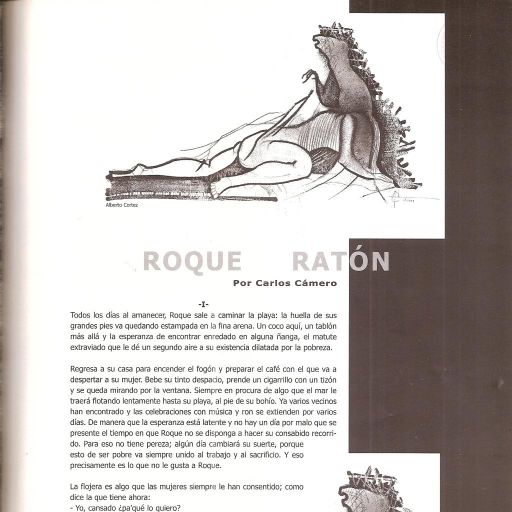 Alberto Cortez
ROQUE RATÓN
Por Carlos Cámero
-I-
Todos los días al amanecer, Roque sale a caminar la playa: la huella de sus
grandes pies va quedando estampada en la fina arena. Un coco aquí, un tablón
más allá y la esperanza de encontrar enredado en alguna ñanga, el matute
extraviado que le dé un segundo aire a su existencia dilatada por la pobreza.
Regresa a su casa para encender el fogón y preparar el café con el que va a
despertar a su mujer. Bebe su tinto despacio, prende un cigarrillo con un tizón
y se queda mirando por la ventana. Siempre en procura de algo que el mar le
traerá flotando lentamente hasta su playa, al pie de su bohío. Ya varios vecinos
han encontrado y las celebraciones con música y ron se extienden por varios
días. De manera que la esperanza está latente y no hay un día por malo que se
presente el tiempo en que Roque no se disponga a hacer su consabido recorri-
do. Para eso no tiene pereza; algún día cambiará su suerte, porque
esto de ser pobre va siempre unido al trabajo y al sacrificio. Y eso
precisamente es lo que no le gusta a Roque.
La flojera es algo que las mujeres siempre le han consentido; como
dice la que tiene ahora:
- Yo, cansado ¿pa'qué lo quiero?